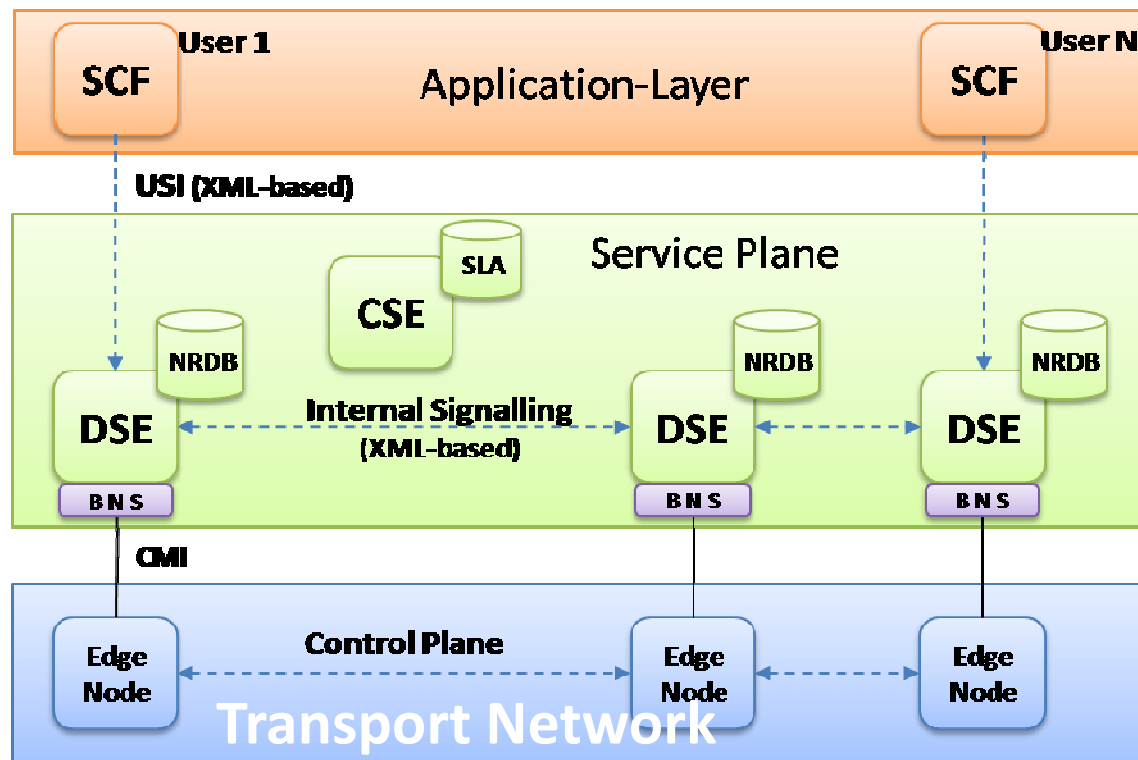 User 1
User N
SCF
Application-Layer
SCF
USI (XML-based)
Service Plane
SLA
CSE
NRDB
NRDB
NRDB
DSE
Internal Signalling
(XML-based)
DSE
DSE
BNS
BNS
BNS
CMI
Control Plane
Edge
Node
Edge
Node
Edge
Node
Transport Network